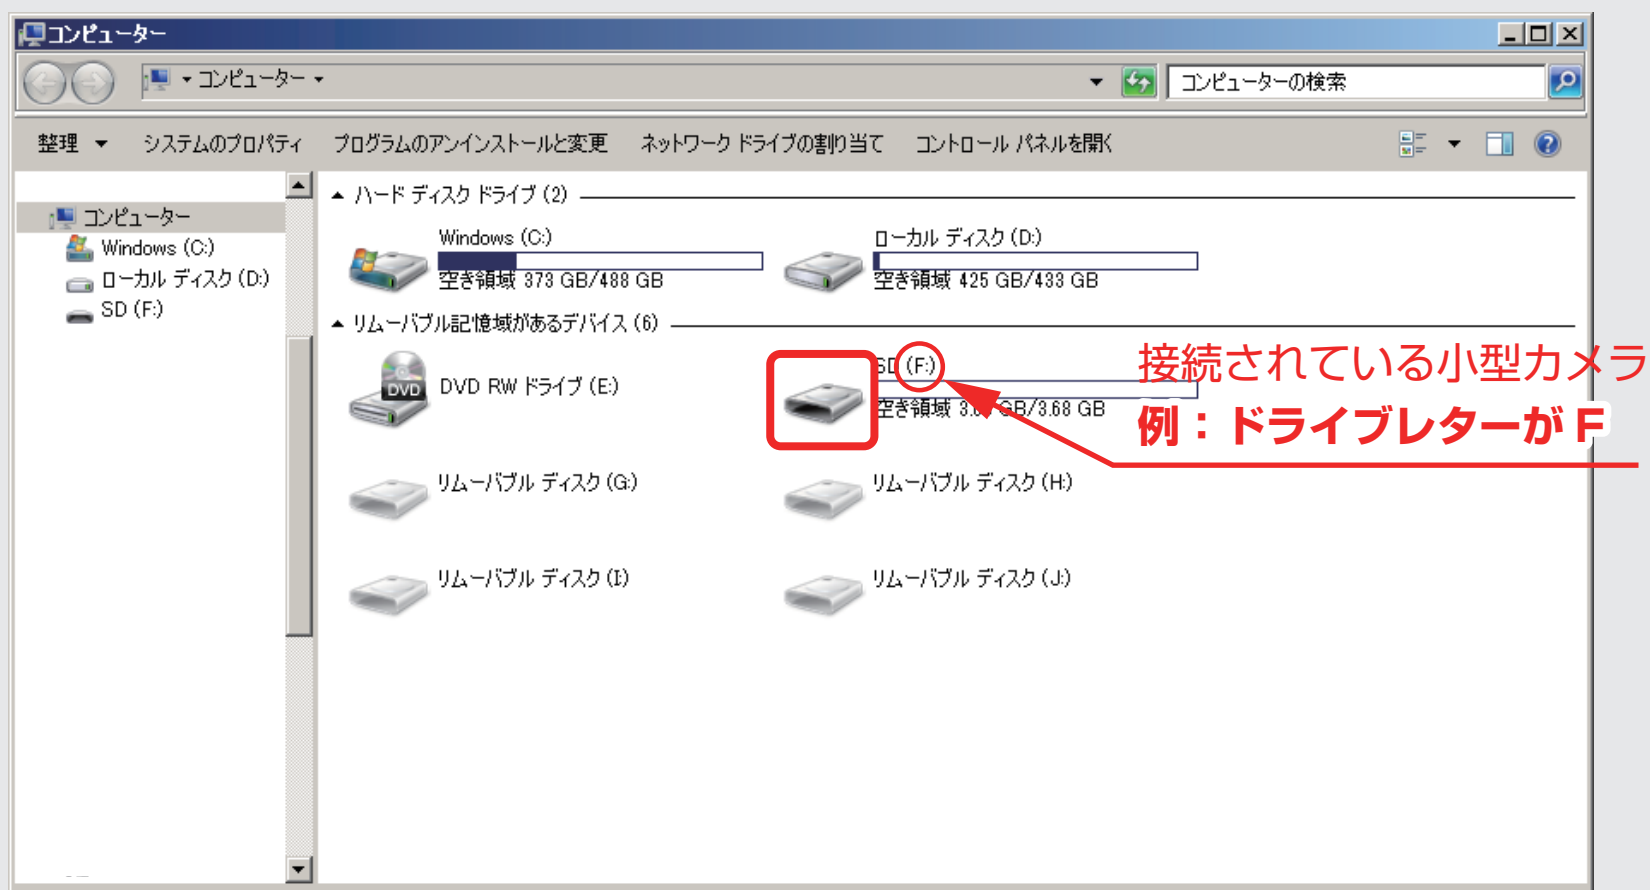 コンピューター
コンピューター
コンピューターの検索
整理 システムのプロパティ プログラムのアンインストールと変更 ネットワーク ドライブの割り当て コントロール パネルを開く
コンピューター
Windows (C:)
ローカル ディスク (D:)
SD (F:)
ハード ディスク ドライブ (2)
Windows (C:)
空き領域 373 GB/488 GB
ローカル ディスク (D:)
空き領域 425 GB/433 GB
リムーバブル記憶域があるデバイス (6)
DVD
DVD RW ドライブ (E:)
SD (F:)
空き領域 GB/3.68 GB
接続されている小型カメラ
例：ドライブレターが F
リムーバブル ディスク (G:)
リムーバブル ディスク (H:)
リムーバブル ディスク (I:)
リムーバブル ディスク (J:)